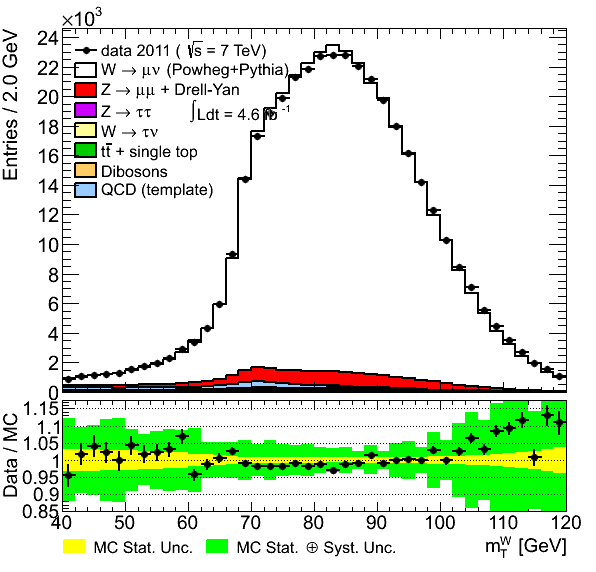 ×10³
Entries / 2.0 GeV
24
22
20
18
16
14
12
10
8
6
4
2
0
data 2011 ( √s = 7 TeV)
W → μν (Powheg+Pythia)
Z → μμ + Drell-Yan
Z → ττ
∫Ldt = 4.6 fb⁻¹
W → τν
tt̄ + single top
Dibosons
QCD (template)
Data / MC
1.15
1.1
1.05
1
0.95
0.9
0.85
40 50 60 70 80 90 100 110 120
m_T^W [GeV]
MC Stat. Unc. MC Stat. ⊕ Syst. Unc.